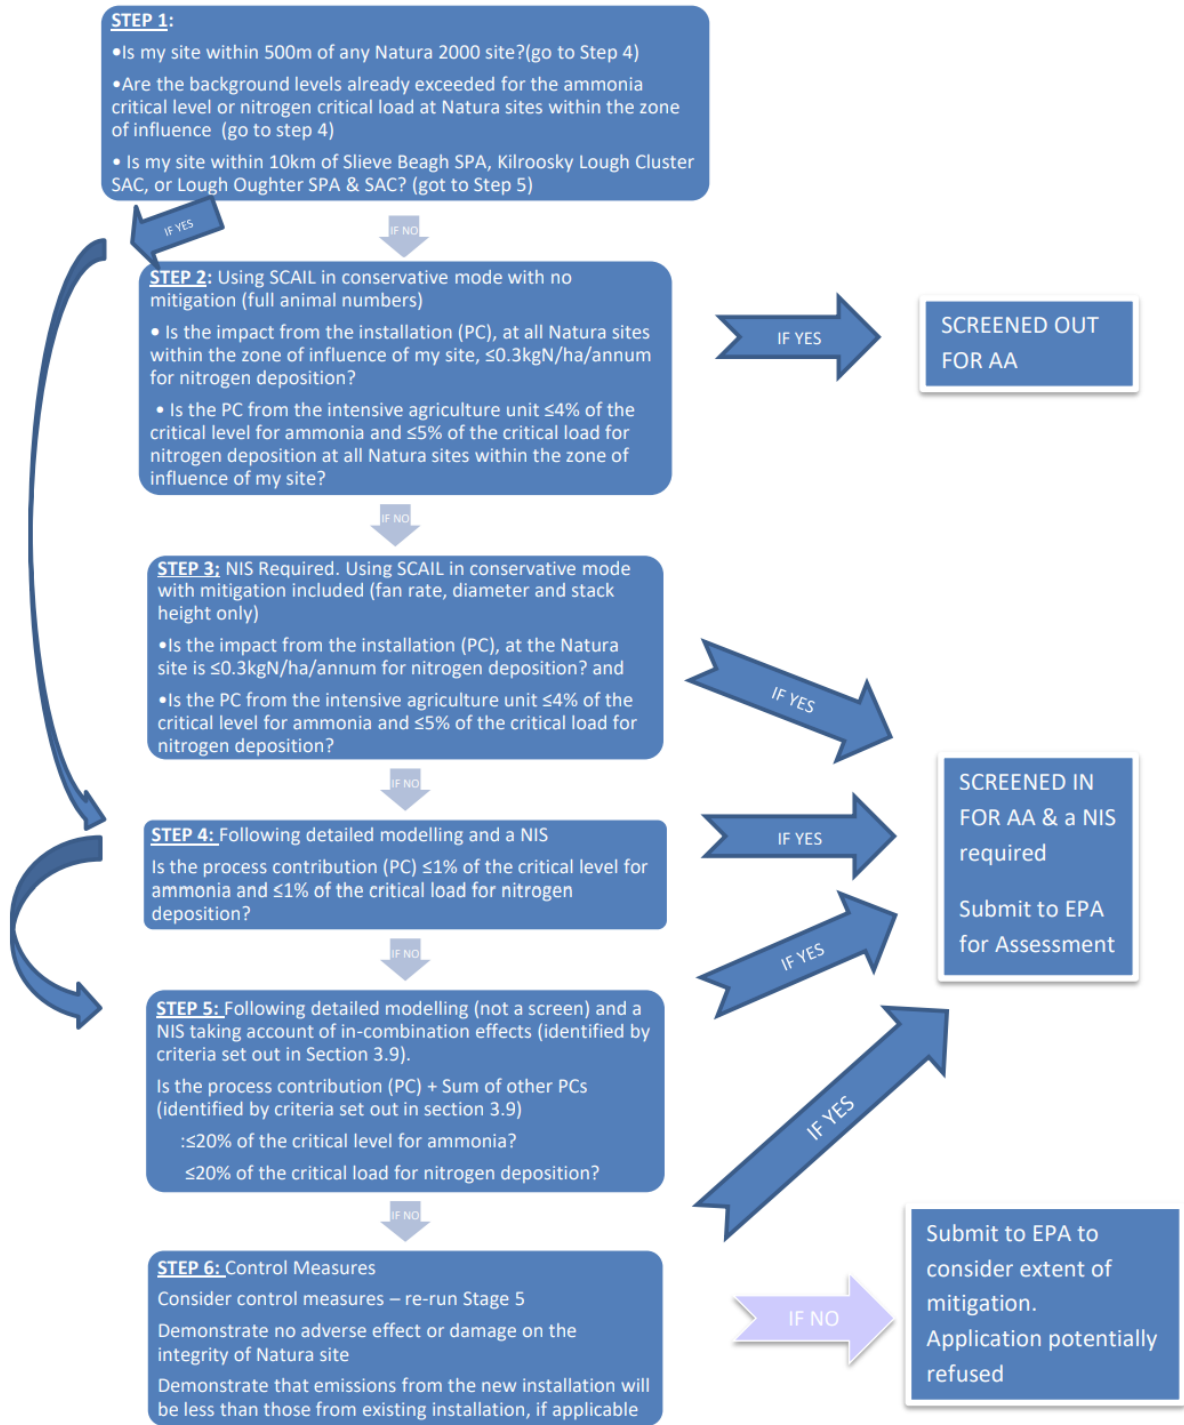 STEP 1:
•Is my site within 500m of any Natura 2000 site?(go to Step 4)
•Are the background levels already exceeded for the ammonia
critical level or nitrogen critical load at Natura sites within the zone
of influence (go to step 4)
• Is my site within 10km of Slieve Beagh SPA, Kilroosky Lough Cluster
SAC, or Lough Oughter SPA & SAC? (got to Step 5)
IF YES
IF NO
STEP 2: Using SCAIL in conservative mode with no
mitigation (full animal numbers)
• Is the impact from the installation (PC), at all Natura sites
within the zone of influence of my site, ≤0.3kgN/ha/annum
for nitrogen deposition?
• Is the PC from the intensive agriculture unit ≤4% of the
critical level for ammonia and ≤5% of the critical load for
nitrogen deposition at all Natura sites within the zone of
influence of my site?
IF YES
SCREENED OUT
FOR AA
IF NO
STEP 3; NIS Required. Using SCAIL in conservative mode
with mitigation included (fan rate, diameter and stack
height only)
•Is the impact from the installation (PC), at the Natura
site is ≤0.3kgN/ha/annum for nitrogen deposition? and
•Is the PC from the intensive agriculture unit ≤4% of the
critical level for ammonia and ≤5% of the critical load for
nitrogen deposition?
IF YES
IF NO
STEP 4: Following detailed modelling and a NIS
Is the process contribution (PC) ≤1% of the critical level for
ammonia and ≤1% of the critical load for nitrogen
deposition?
IF YES
SCREENED IN
FOR AA & a NIS
required
Submit to EPA
for Assessment
IF NO
IF YES
STEP 5: Following detailed modelling (not a screen) and a
NIS taking account of in-combination effects (identified by
criteria set out in Section 3.9).
Is the process contribution (PC) + Sum of other PCs
(identified by criteria set out in section 3.9)
:≤20% of the critical level for ammonia?
≤20% of the critical load for nitrogen deposition?
IF YES
IF NO
STEP 6: Control Measures
Consider control measures – re-run Stage 5
Demonstrate no adverse effect or damage on the
integrity of Natura site
Demonstrate that emissions from the new installation will
be less than those from existing installation, if applicable
IF NO
Submit to EPA to
consider extent of
mitigation.
Application potentially
refused